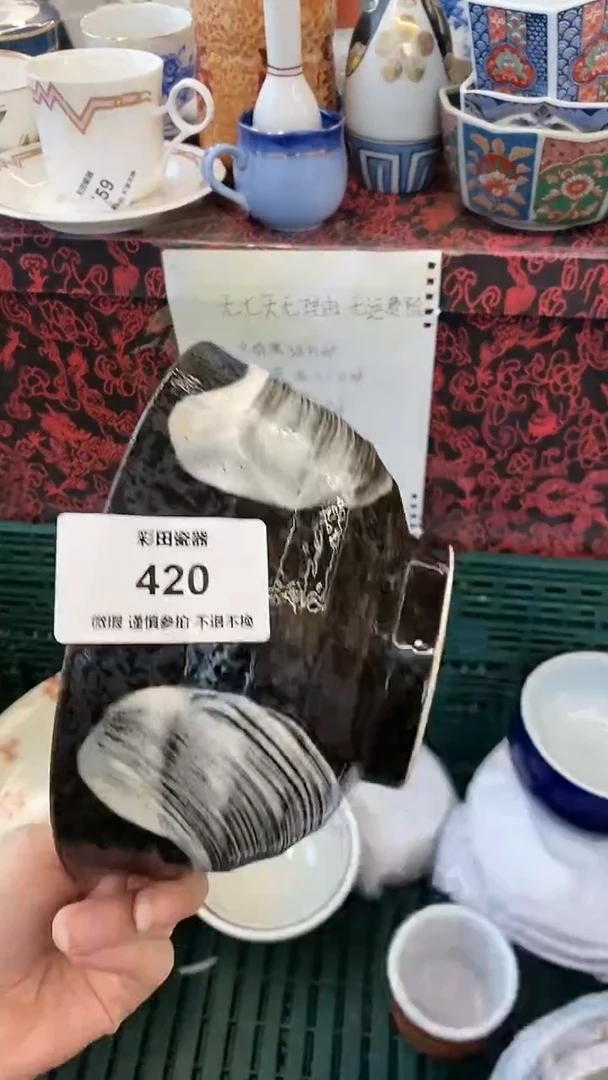 59
无七天无理由 无运费险
彩田瓷器
420
微瑕 谨慎参拍 不退不换